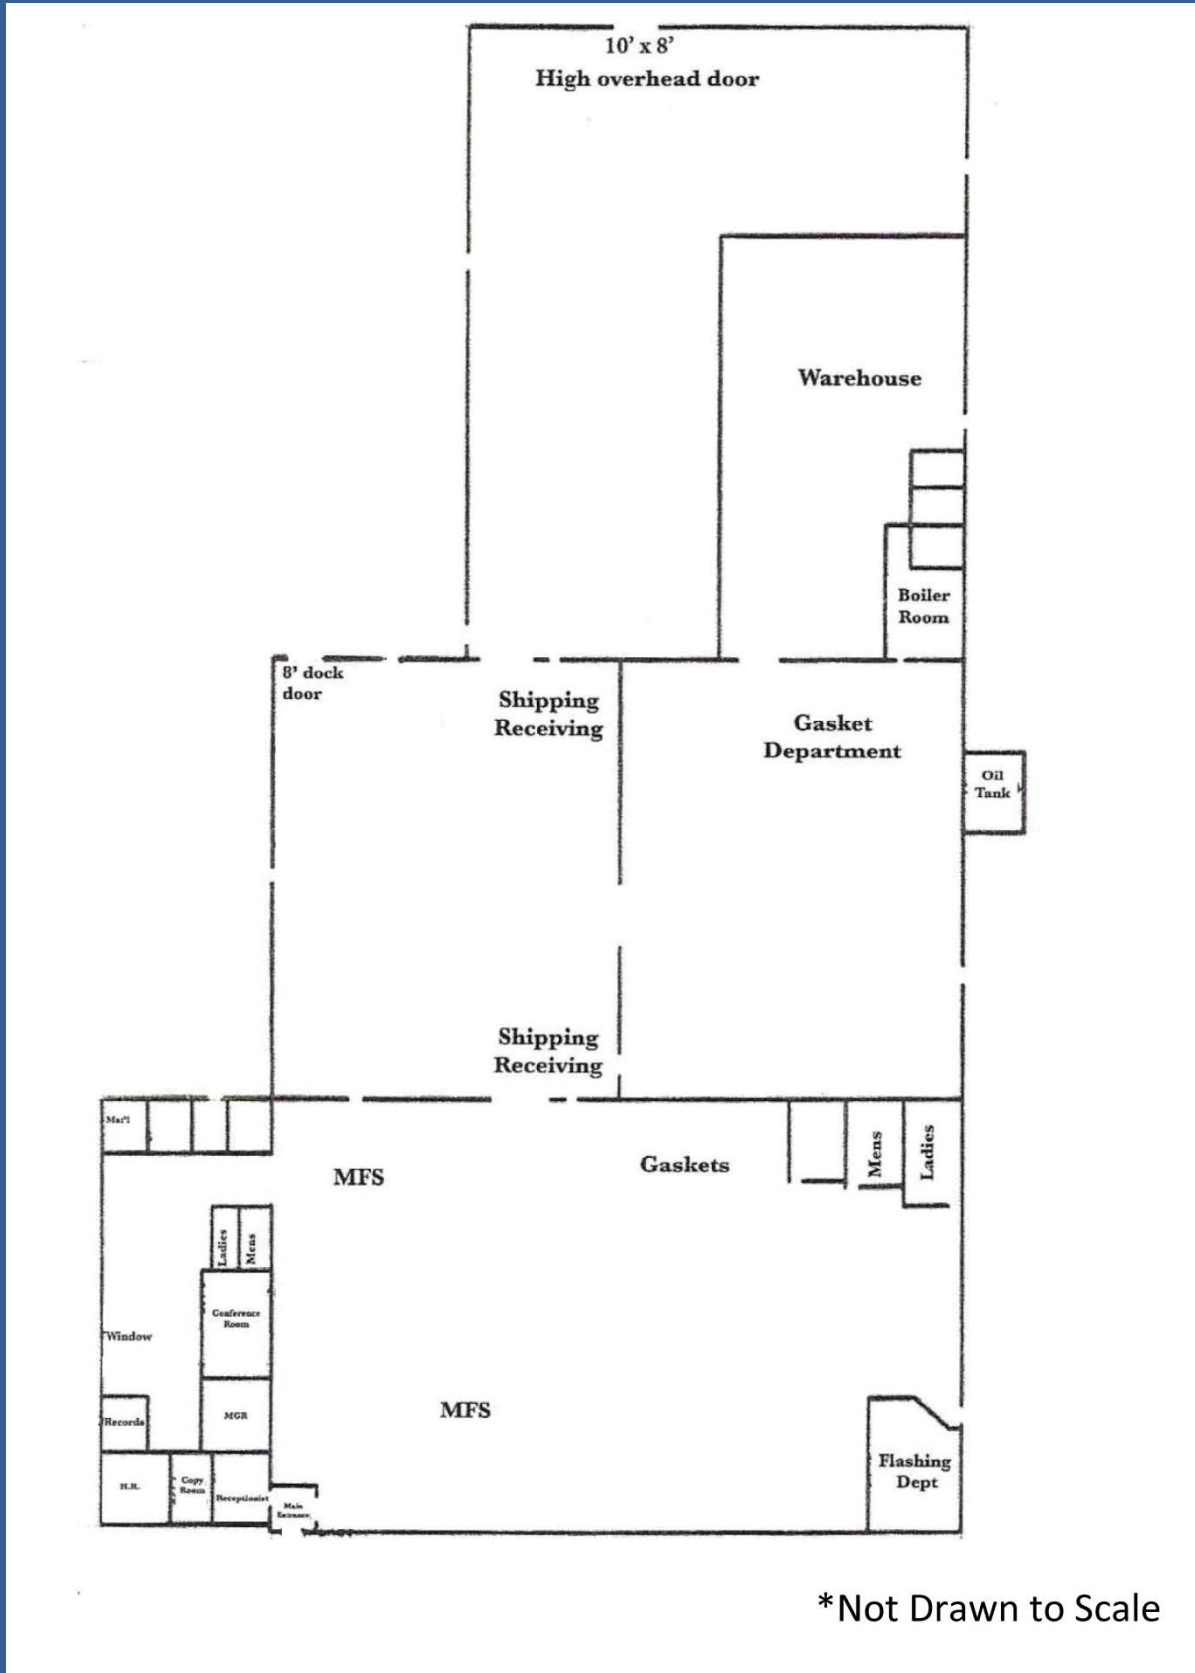 10’ x 8’
High overhead door
Warehouse
Boiler
Room
8’ dock
door
Shipping
Receiving
Gasket
Department
Oil
Tank
Shipping
Receiving
Mat'l
MFS
Gaskets
Mens
Ladies
Ladies
Mens
Conference
Room
Window
MGR
MFS
Records
Flashing
Dept
H.R.
Copy
Room
Receptionist
Main
Entrance
*Not Drawn to Scale